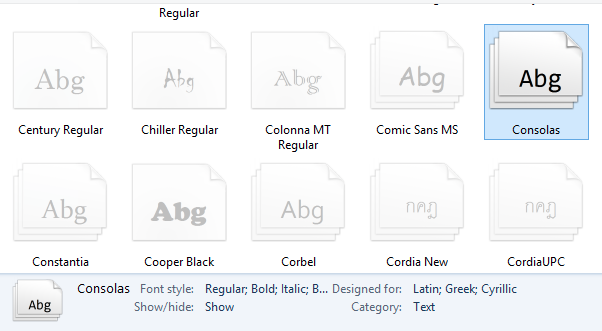 Regular
Abg
Abg
Abg
Abg
Abg
Century Regular
Chiller Regular
Colonna MT
Regular
Comic Sans MS
Consolas
Abg
Abg
Abg
กคฎ
กคฎ
Constantia
Cooper Black
Corbel
Cordia New
CordiaUPC
Abg
Consolas Font style: Regular; Bold; Italic; B... Designed for: Latin; Greek; Cyrillic
Show/hide: Show Category: Text